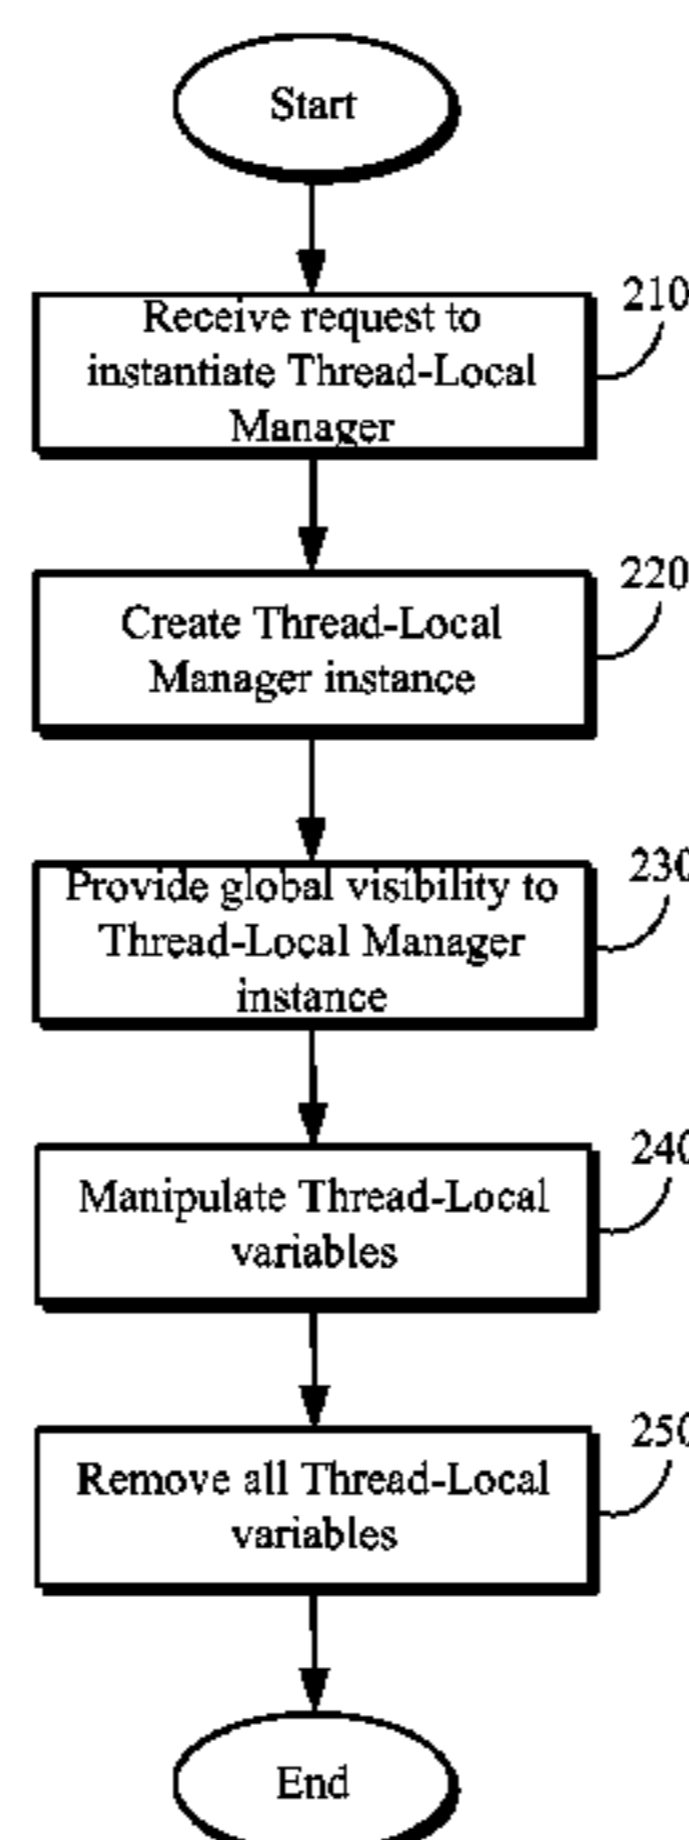 Start
210
Receive request to
instantiate Thread-Local
Manager
220
Create Thread-Local
Manager instance
230
Provide global visibility to
Thread-Local Manager
instance
240
Manipulate Thread-Local
variables
250
Remove all Thread-Local
variables
End